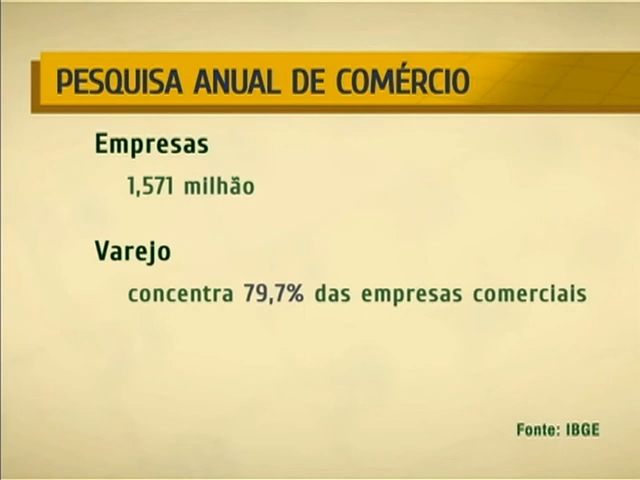 PESQUISA ANUAL DE COMÉRCIO
Empresas
1,571 milhão
Varejo
concentra 79,7% das empresas comerciais
Fonte: IBGE